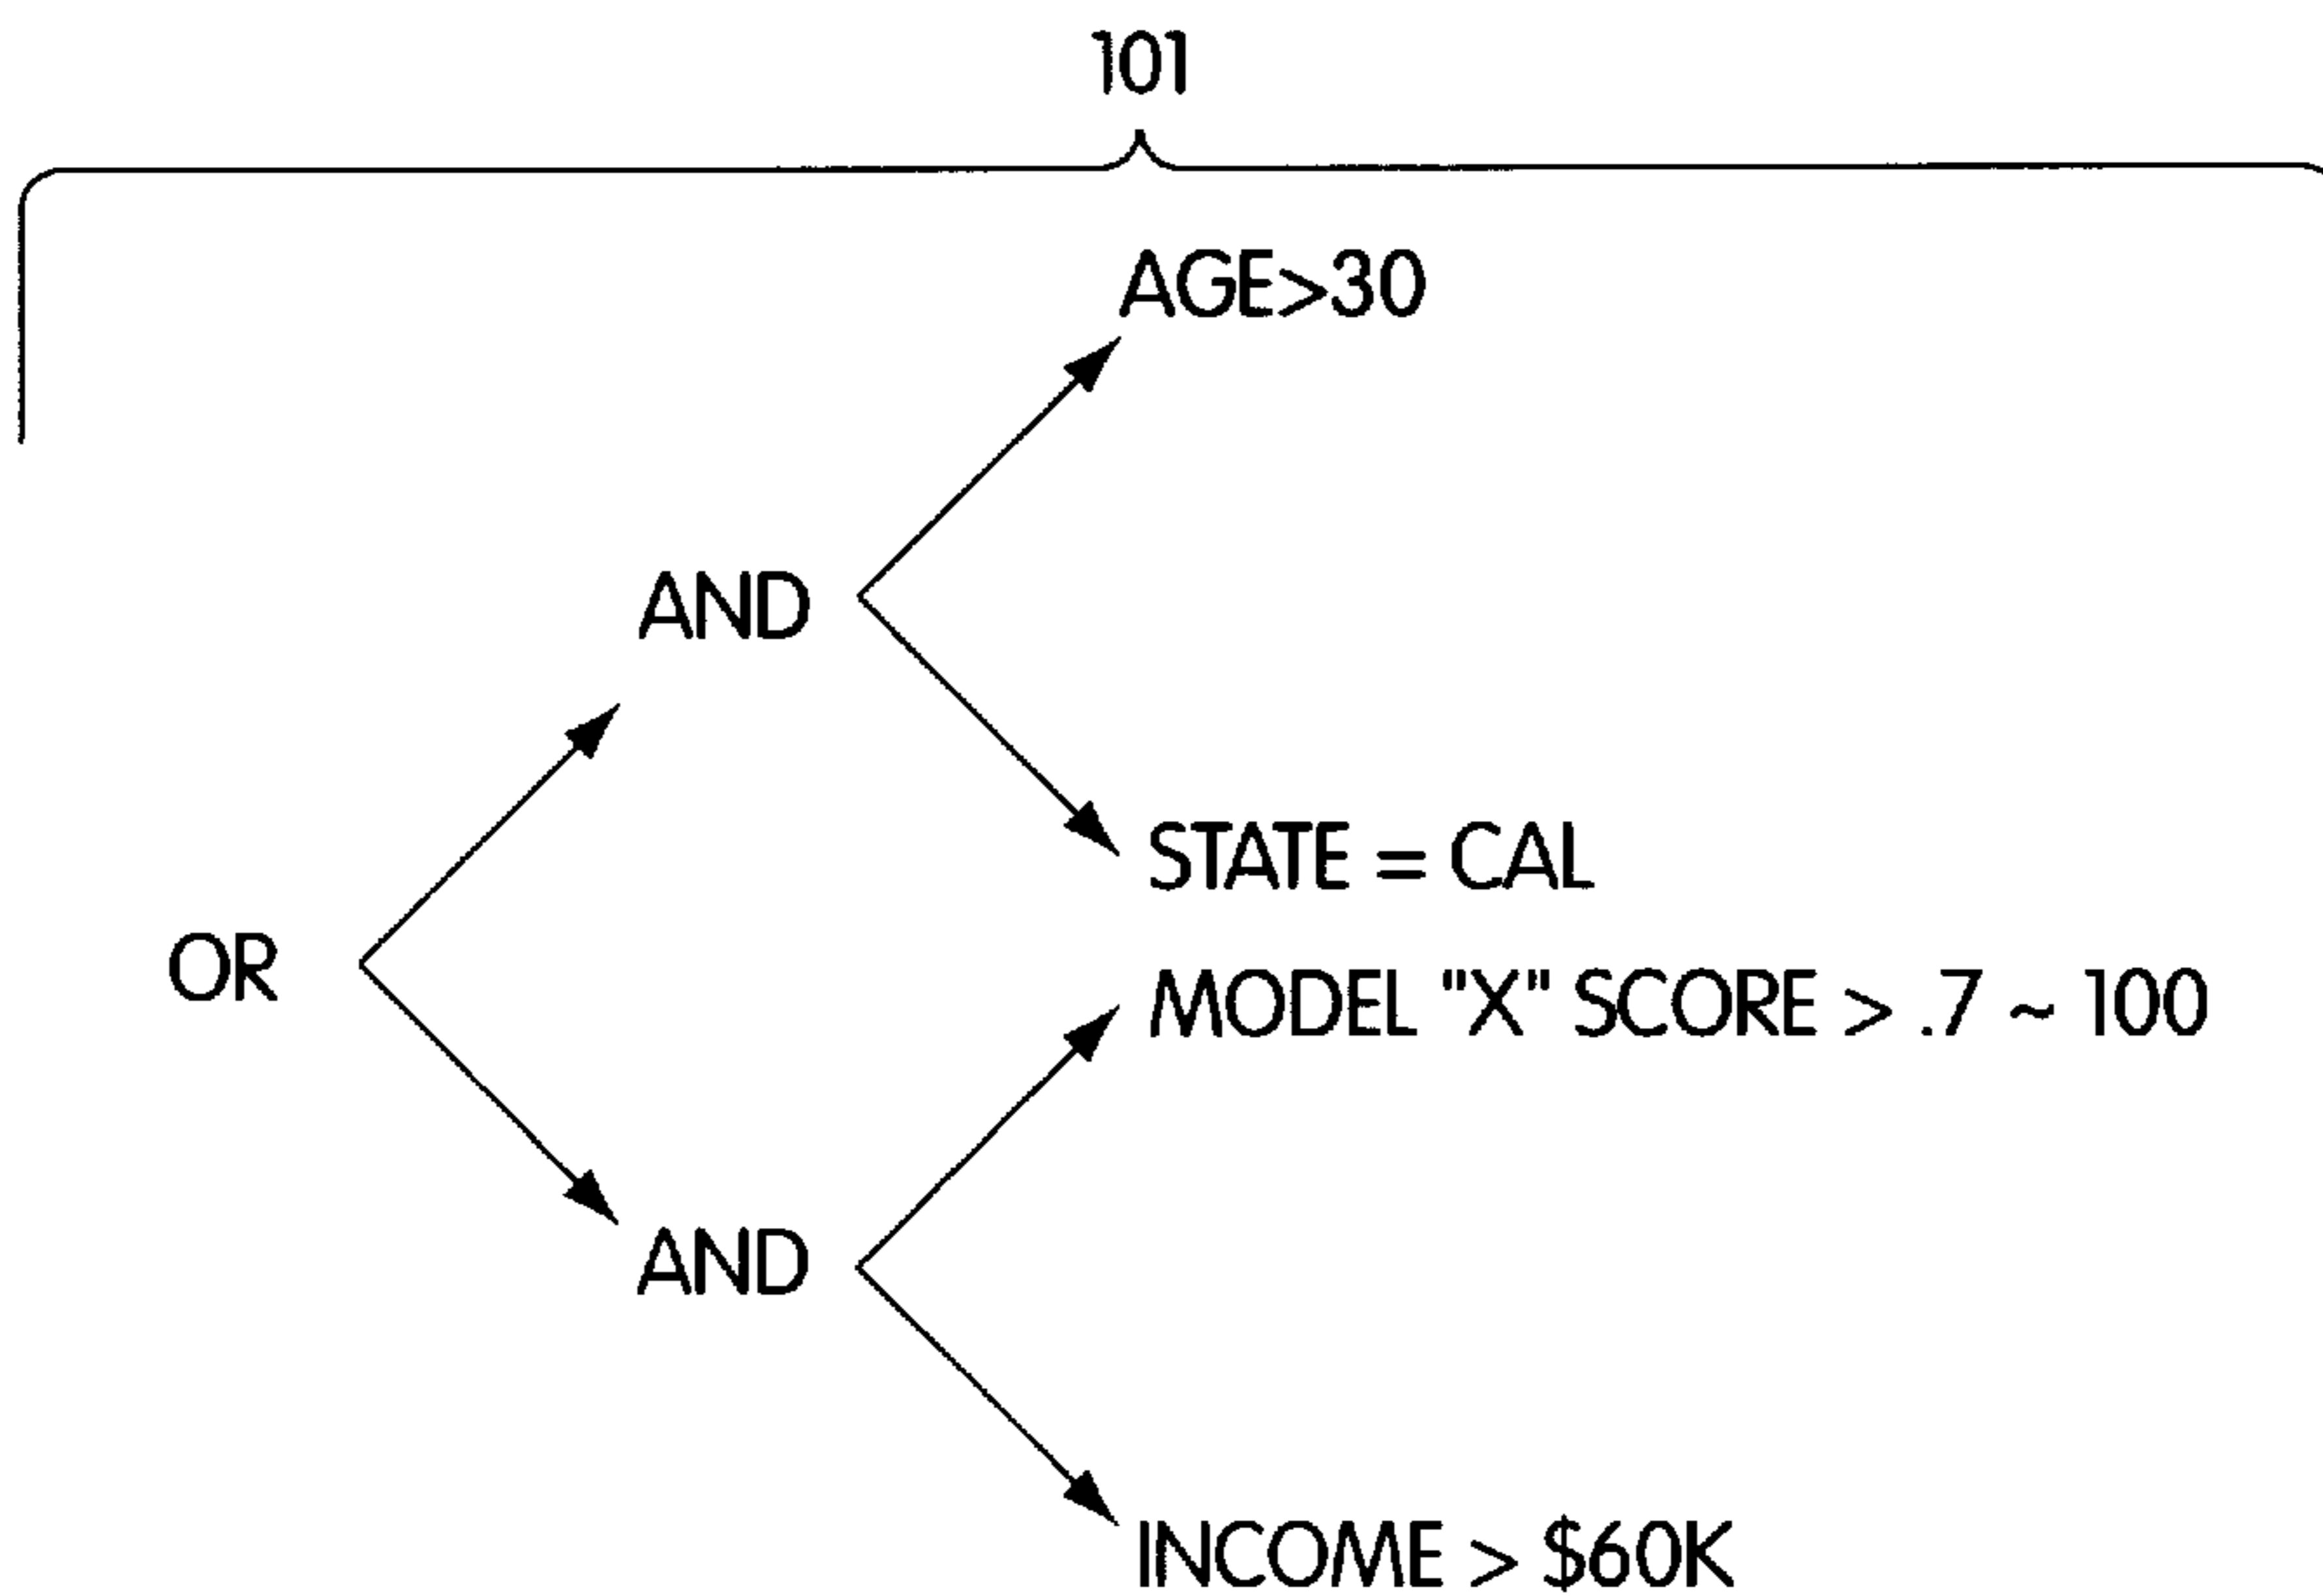 101
AGE>30
AND
STATE = CAL
OR
MODEL "X" SCORE > .7 ~ 100
AND
INCOME > $60K